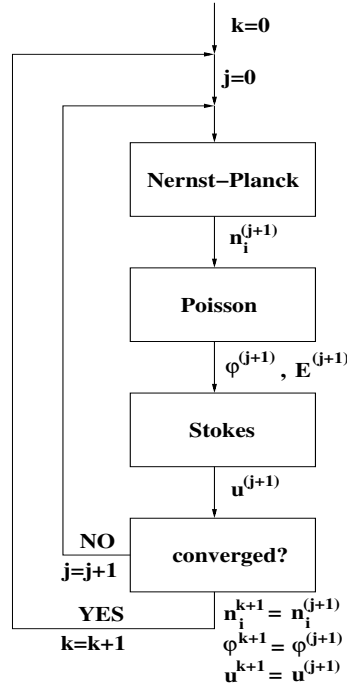 k=0
j=0
Nernst–Planck
n_i^(j+1)
Poisson
φ^(j+1) , E^(j+1)
Stokes
u^(j+1)
NO
j=j+1
converged?
YES
k=k+1
n_i^k+1 = n_i^(j+1)
φ^k+1 = φ^(j+1)
u^k+1 = u^(j+1)